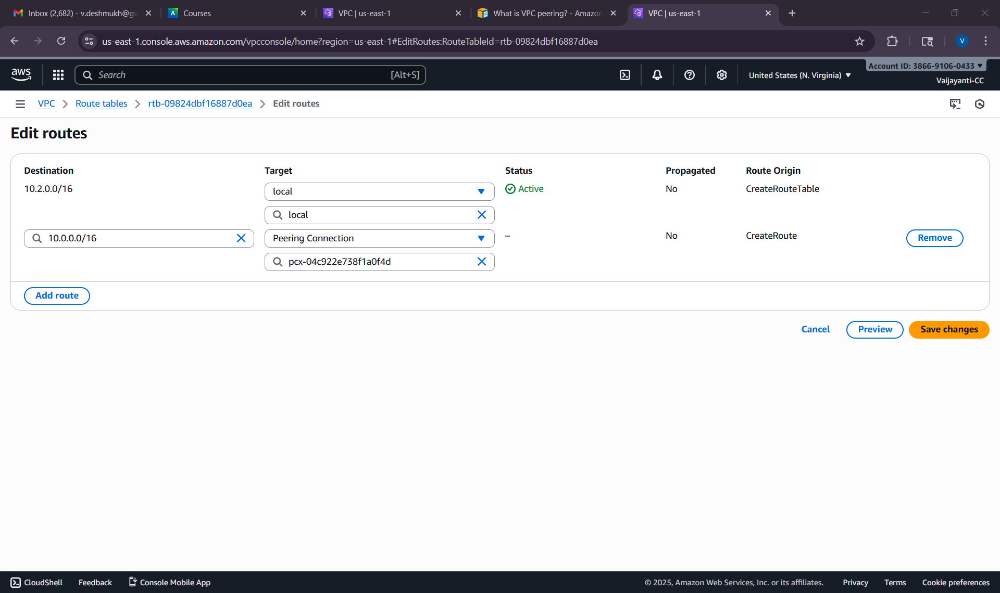 Inbox (2,682) - v.deshmukh@gw
Courses
VPC | us-east-1
What is VPC peering? - Amazon
VPC | us-east-1
us-east-1.console.aws.amazon.com/vpcconsole/home?region=us-east-1#EditRoutes:RouteTableId=rtb-09824dbf16887d0ea
V
aws
Search
[Alt+S]
United States (N. Virginia)
Account ID: 3866-9106-0433
Vaijayanti-CC
VPC
Route tables
rtb-09824dbf16887d0ea
Edit routes
Edit routes
Destination
Target
Status
Propagated
Route Origin
10.2.0.0/16
local
Active
No
CreateRouteTable
local
10.0.0.0/16
Peering Connection
–
No
CreateRoute
Remove
pcx-04c922e738f1a0f4d
Add route
Cancel
Preview
Save changes
CloudShell
Feedback
Console Mobile App
© 2025, Amazon Web Services, Inc. or its affiliates.
Privacy
Terms
Cookie preferences